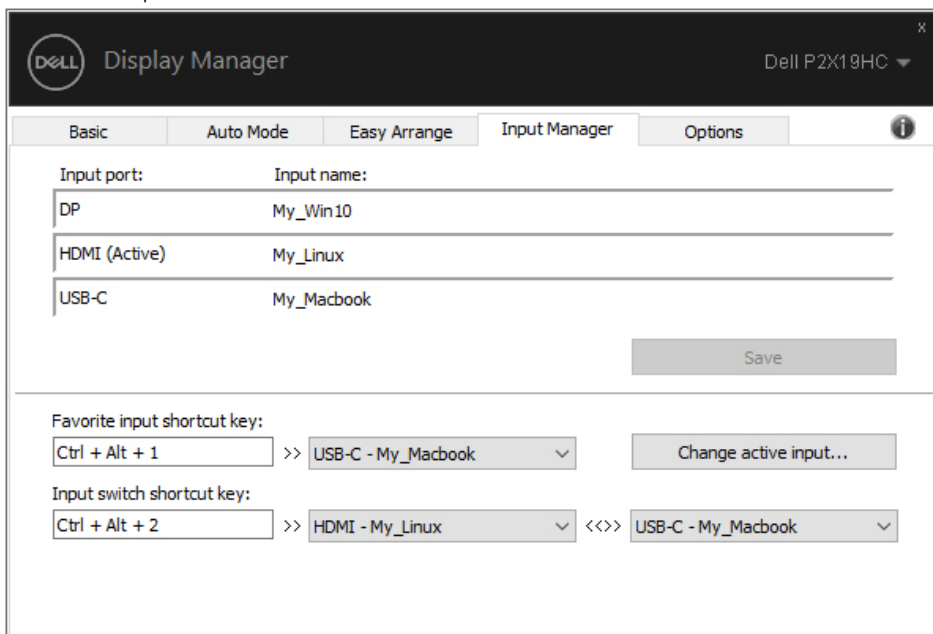 x
DELL Display Manager Dell P2X19HC
Basic Auto Mode Easy Arrange Input Manager Options i
Input port: Input name:
DP My_Win10
HDMI (Active) My_Linux
USB-C My_Macbook
Save
Favorite input shortcut key:
Ctrl + Alt + 1 >> USB-C - My_Macbook Change active input...
Input switch shortcut key:
Ctrl + Alt + 2 >> HDMI - My_Linux <<>> USB-C - My_Macbook